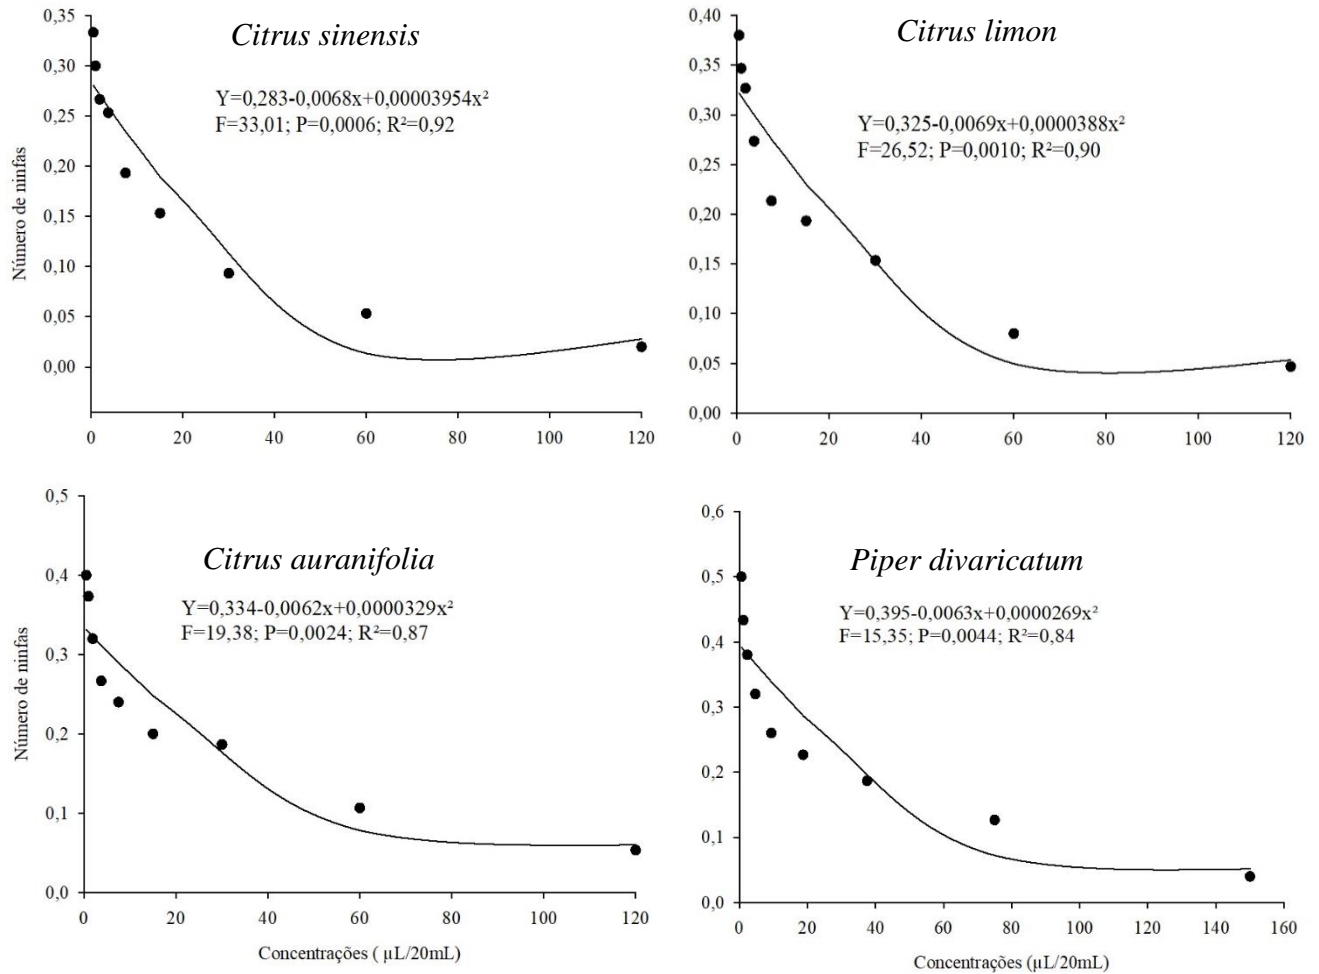 Citrus sinensis
Y=0,283-0,0068x+0,00003954x²
F=33,01; P=0,0006; R²=0,92
Número de ninfas
0,35
0,30
0,25
0,20
0,15
0,10
0,05
0,00
0 20 40 60 80 100 120
Citrus limon
Y=0,325-0,0069x+0,0000388x²
F=26,52; P=0,0010; R²=0,90
0,40
0,35
0,30
0,25
0,20
0,15
0,10
0,05
0,00
0 20 40 60 80 100 120
Citrus auranifolia
Y=0,334-0,0062x+0,0000329x²
F=19,38; P=0,0024; R²=0,87
Número de ninfas
0,5
0,4
0,3
0,2
0,1
0,0
0 20 40 60 80 100 120
Concentrações ( µL/20mL)
Piper divaricatum
Y=0,395-0,0063x+0,0000269x²
F=15,35; P=0,0044; R²=0,84
0,6
0,5
0,4
0,3
0,2
0,1
0,0
0 20 40 60 80 100 120 140 160
Concentrações (µL/20mL)